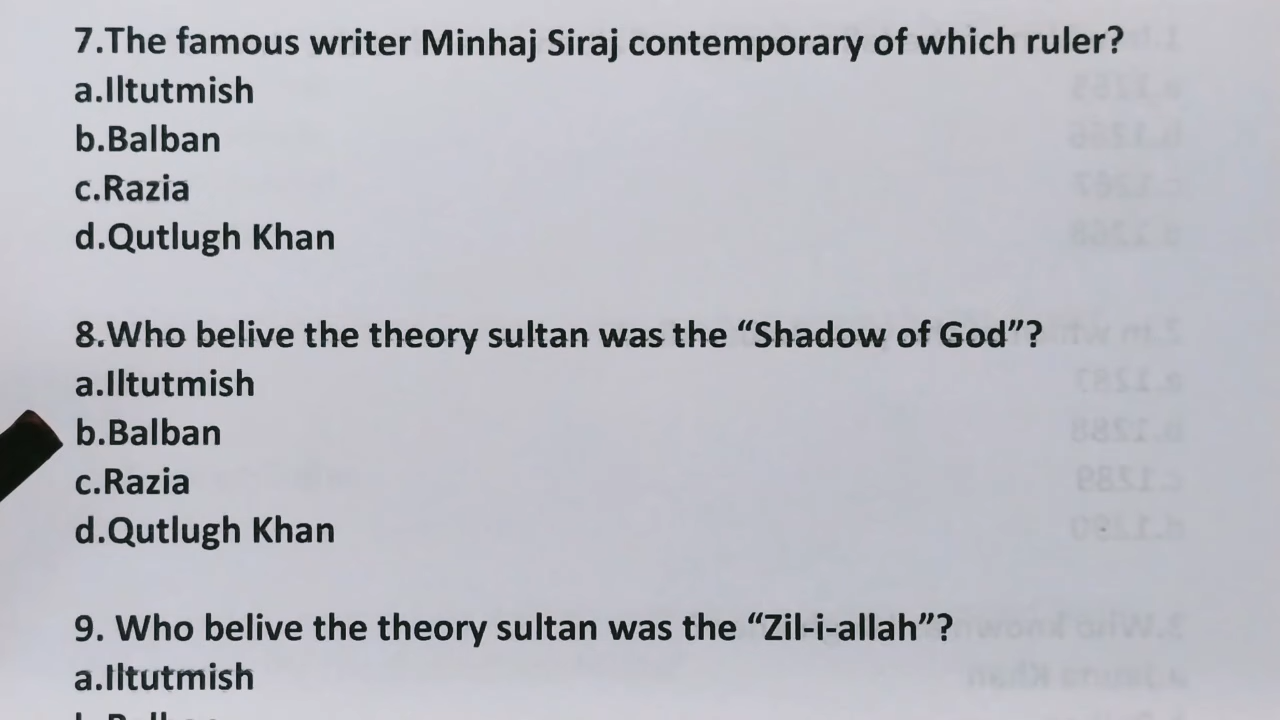 7.The famous writer Minhaj Siraj contemporary of which ruler?
a.Iltutmish
b.Balban
c.Razia
d.Qutlugh Khan
8.Who belive the theory sultan was the “Shadow of God”?
a.Iltutmish
b.Balban
c.Razia
d.Qutlugh Khan
9. Who belive the theory sultan was the “Zil-i-allah”?
a.Iltutmish